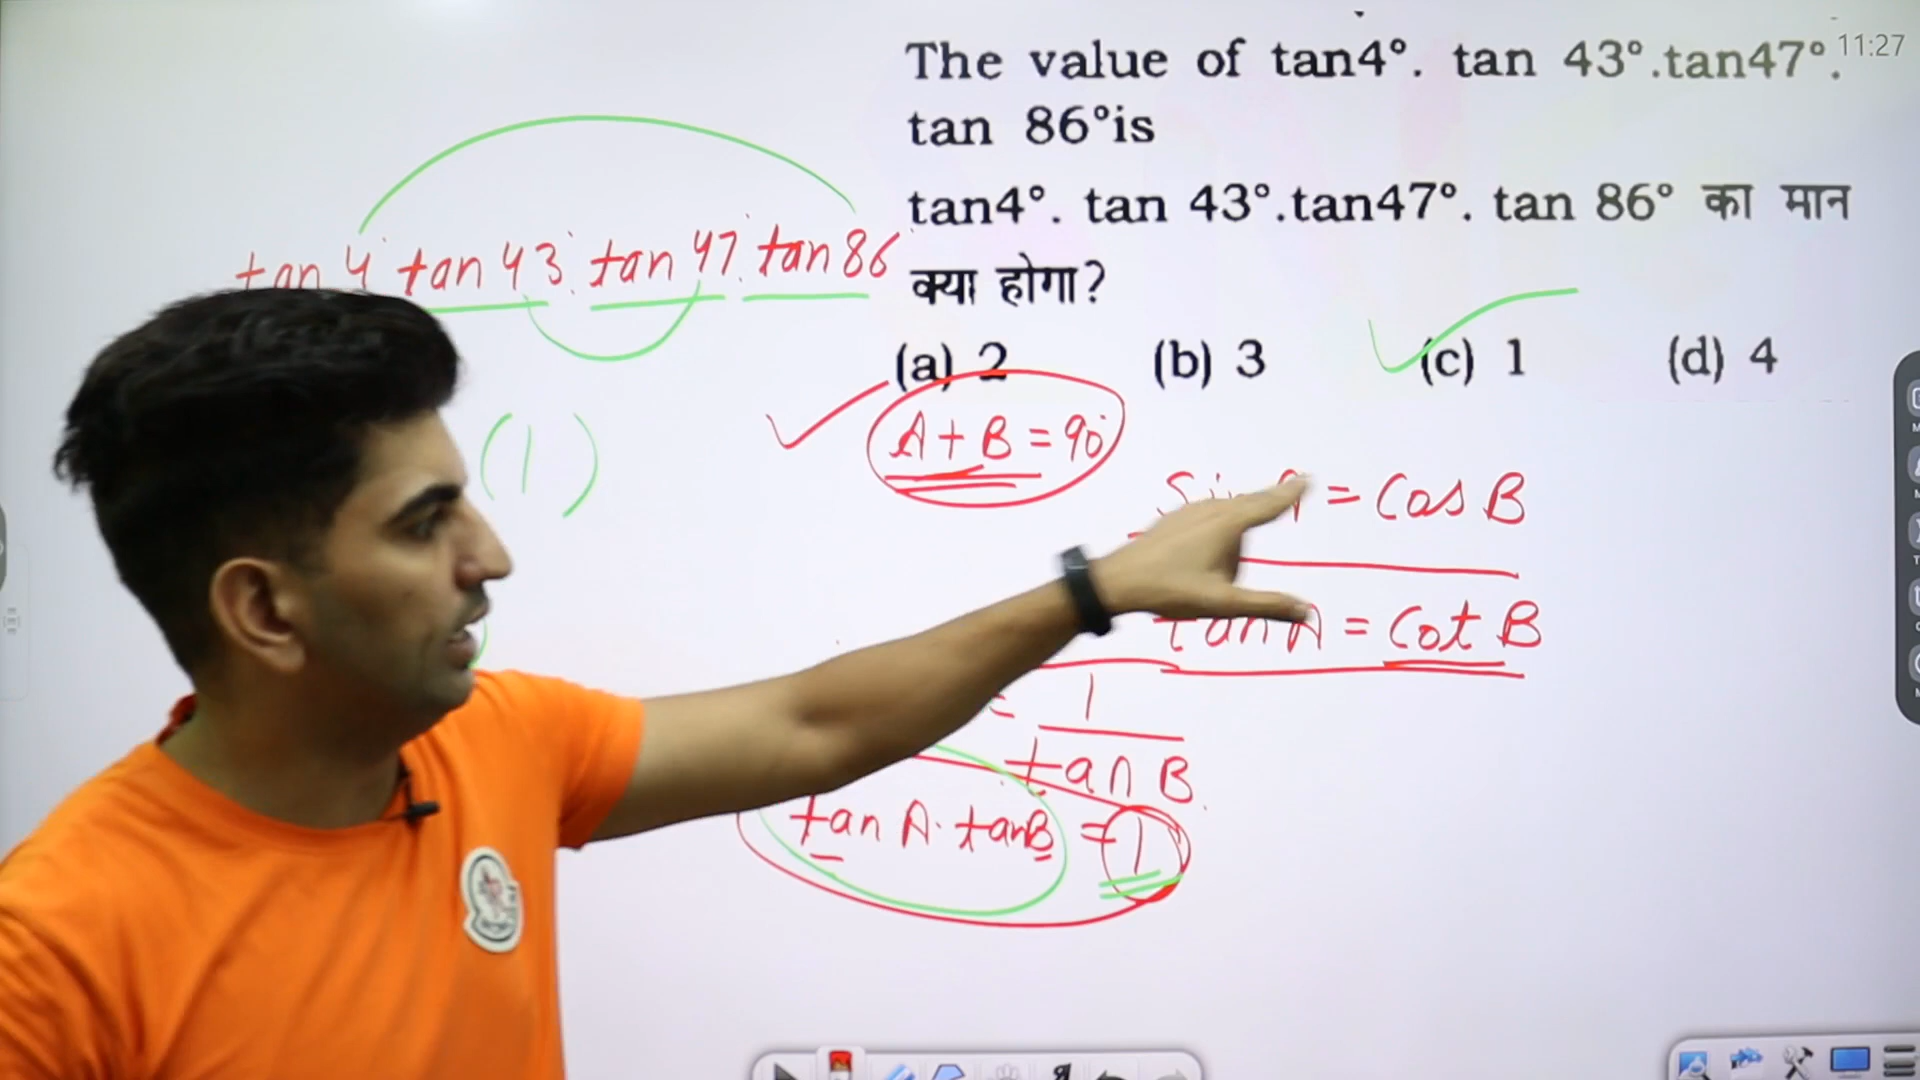 11:27
The value of tan4°. tan 43°.tan47°.
tan 86°is
tan4°. tan 43°.tan47°. tan 86° का मान
क्या होगा?
(a) 2 (b) 3 (c) 1 (d) 4
tan 4° tan 43°. tan 47°. tan 86°
(1)
A + B = 90°
Sin A = Cos B
tan A = Cot B
= 1
tan B
tan A. tan B = 1